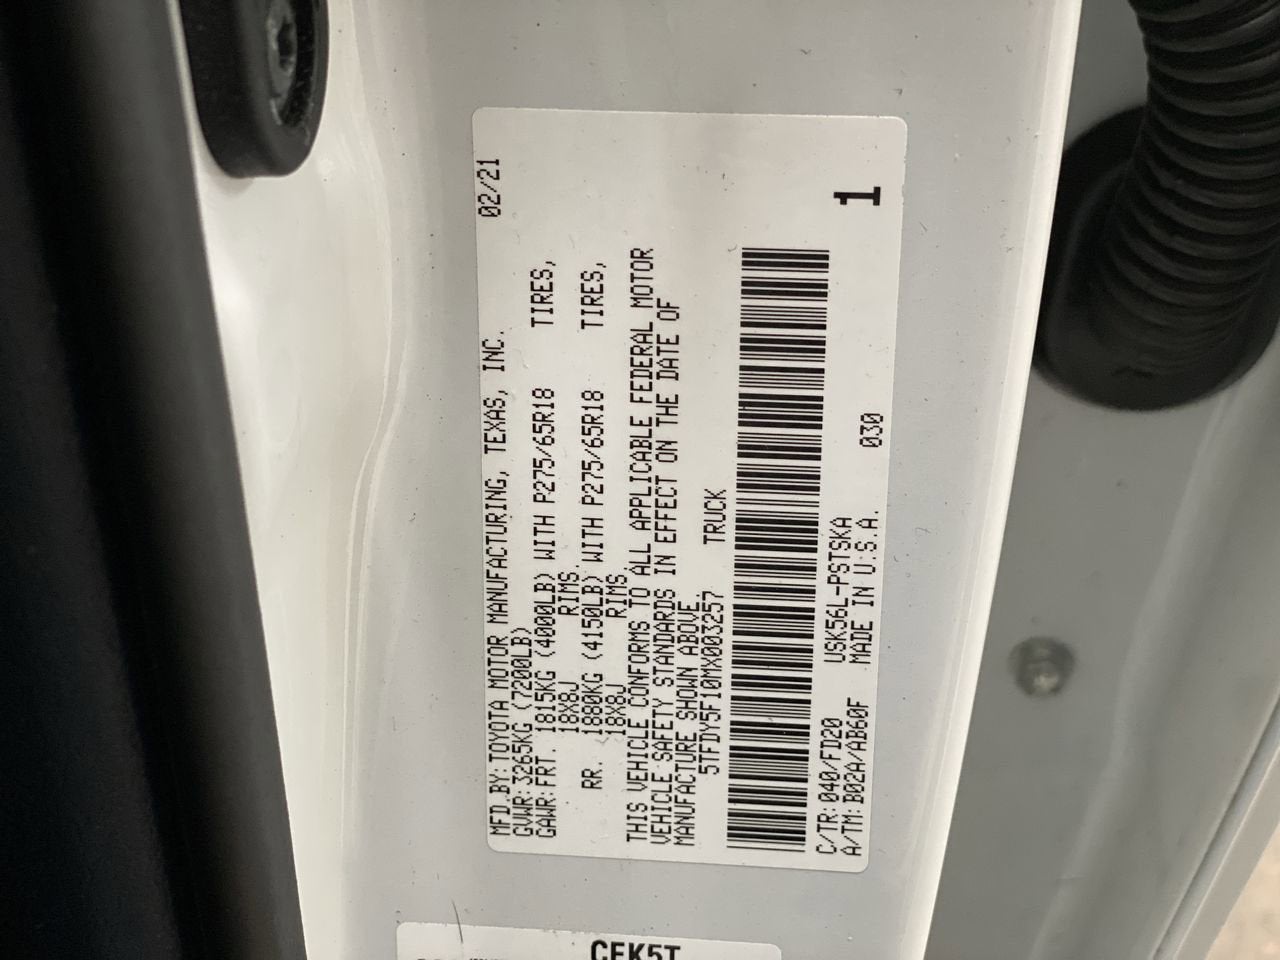 MFD.BY:TOYOTA MOTOR MANUFACTURING, TEXAS, INC. 02/21
GVWR:3265KG (7200LB)
GAWR:FRT. 1815KG (4000LB) WITH P275/65R18 TIRES,
18X8J RIMS.
RR. 1880KG (4150LB) WITH P275/65R18 TIRES,
18X8J RIMS.
THIS VEHICLE CONFORMS TO ALL APPLICABLE FEDERAL MOTOR
VEHICLE SAFETY STANDARDS IN EFFECT ON THE DATE OF
MANUFACTURE SHOWN ABOVE.
5TFDY5F10MX003257 TRUCK
1
C/TR:040/FD20 USK56L-PSTSKA
A/TM:B02A/AB60F MADE IN U.S.A. 030
CFK5T